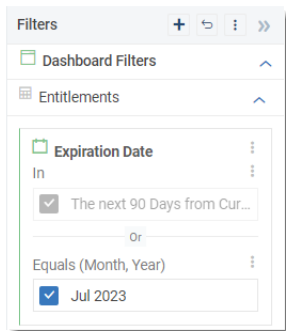 Filters
Dashboard Filters
Entitlements
Expiration Date
In
The next 90 Days from Cur...
Or
Equals (Month, Year)
Jul 2023